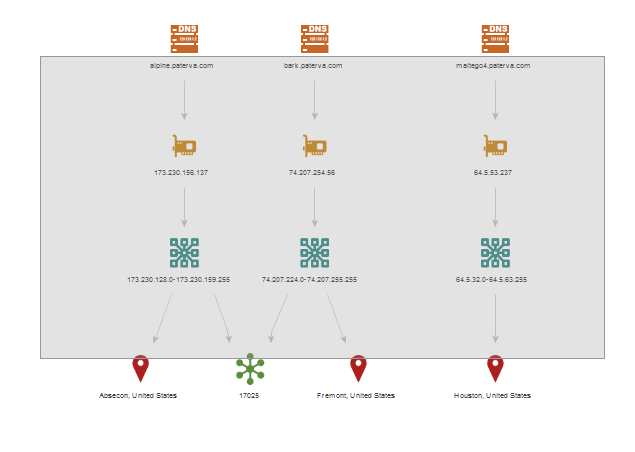 DNS DNS DNS
alpine.paterva.com bark.paterva.com maltego4.paterva.com
173.230.156.137 74.207.254.56 64.5.53.237
173.230.128.0-173.230.159.255 74.207.224.0-74.207.255.255 64.5.32.0-64.5.63.255
Absecon, United States 17025 Fremont, United States Houston, United States